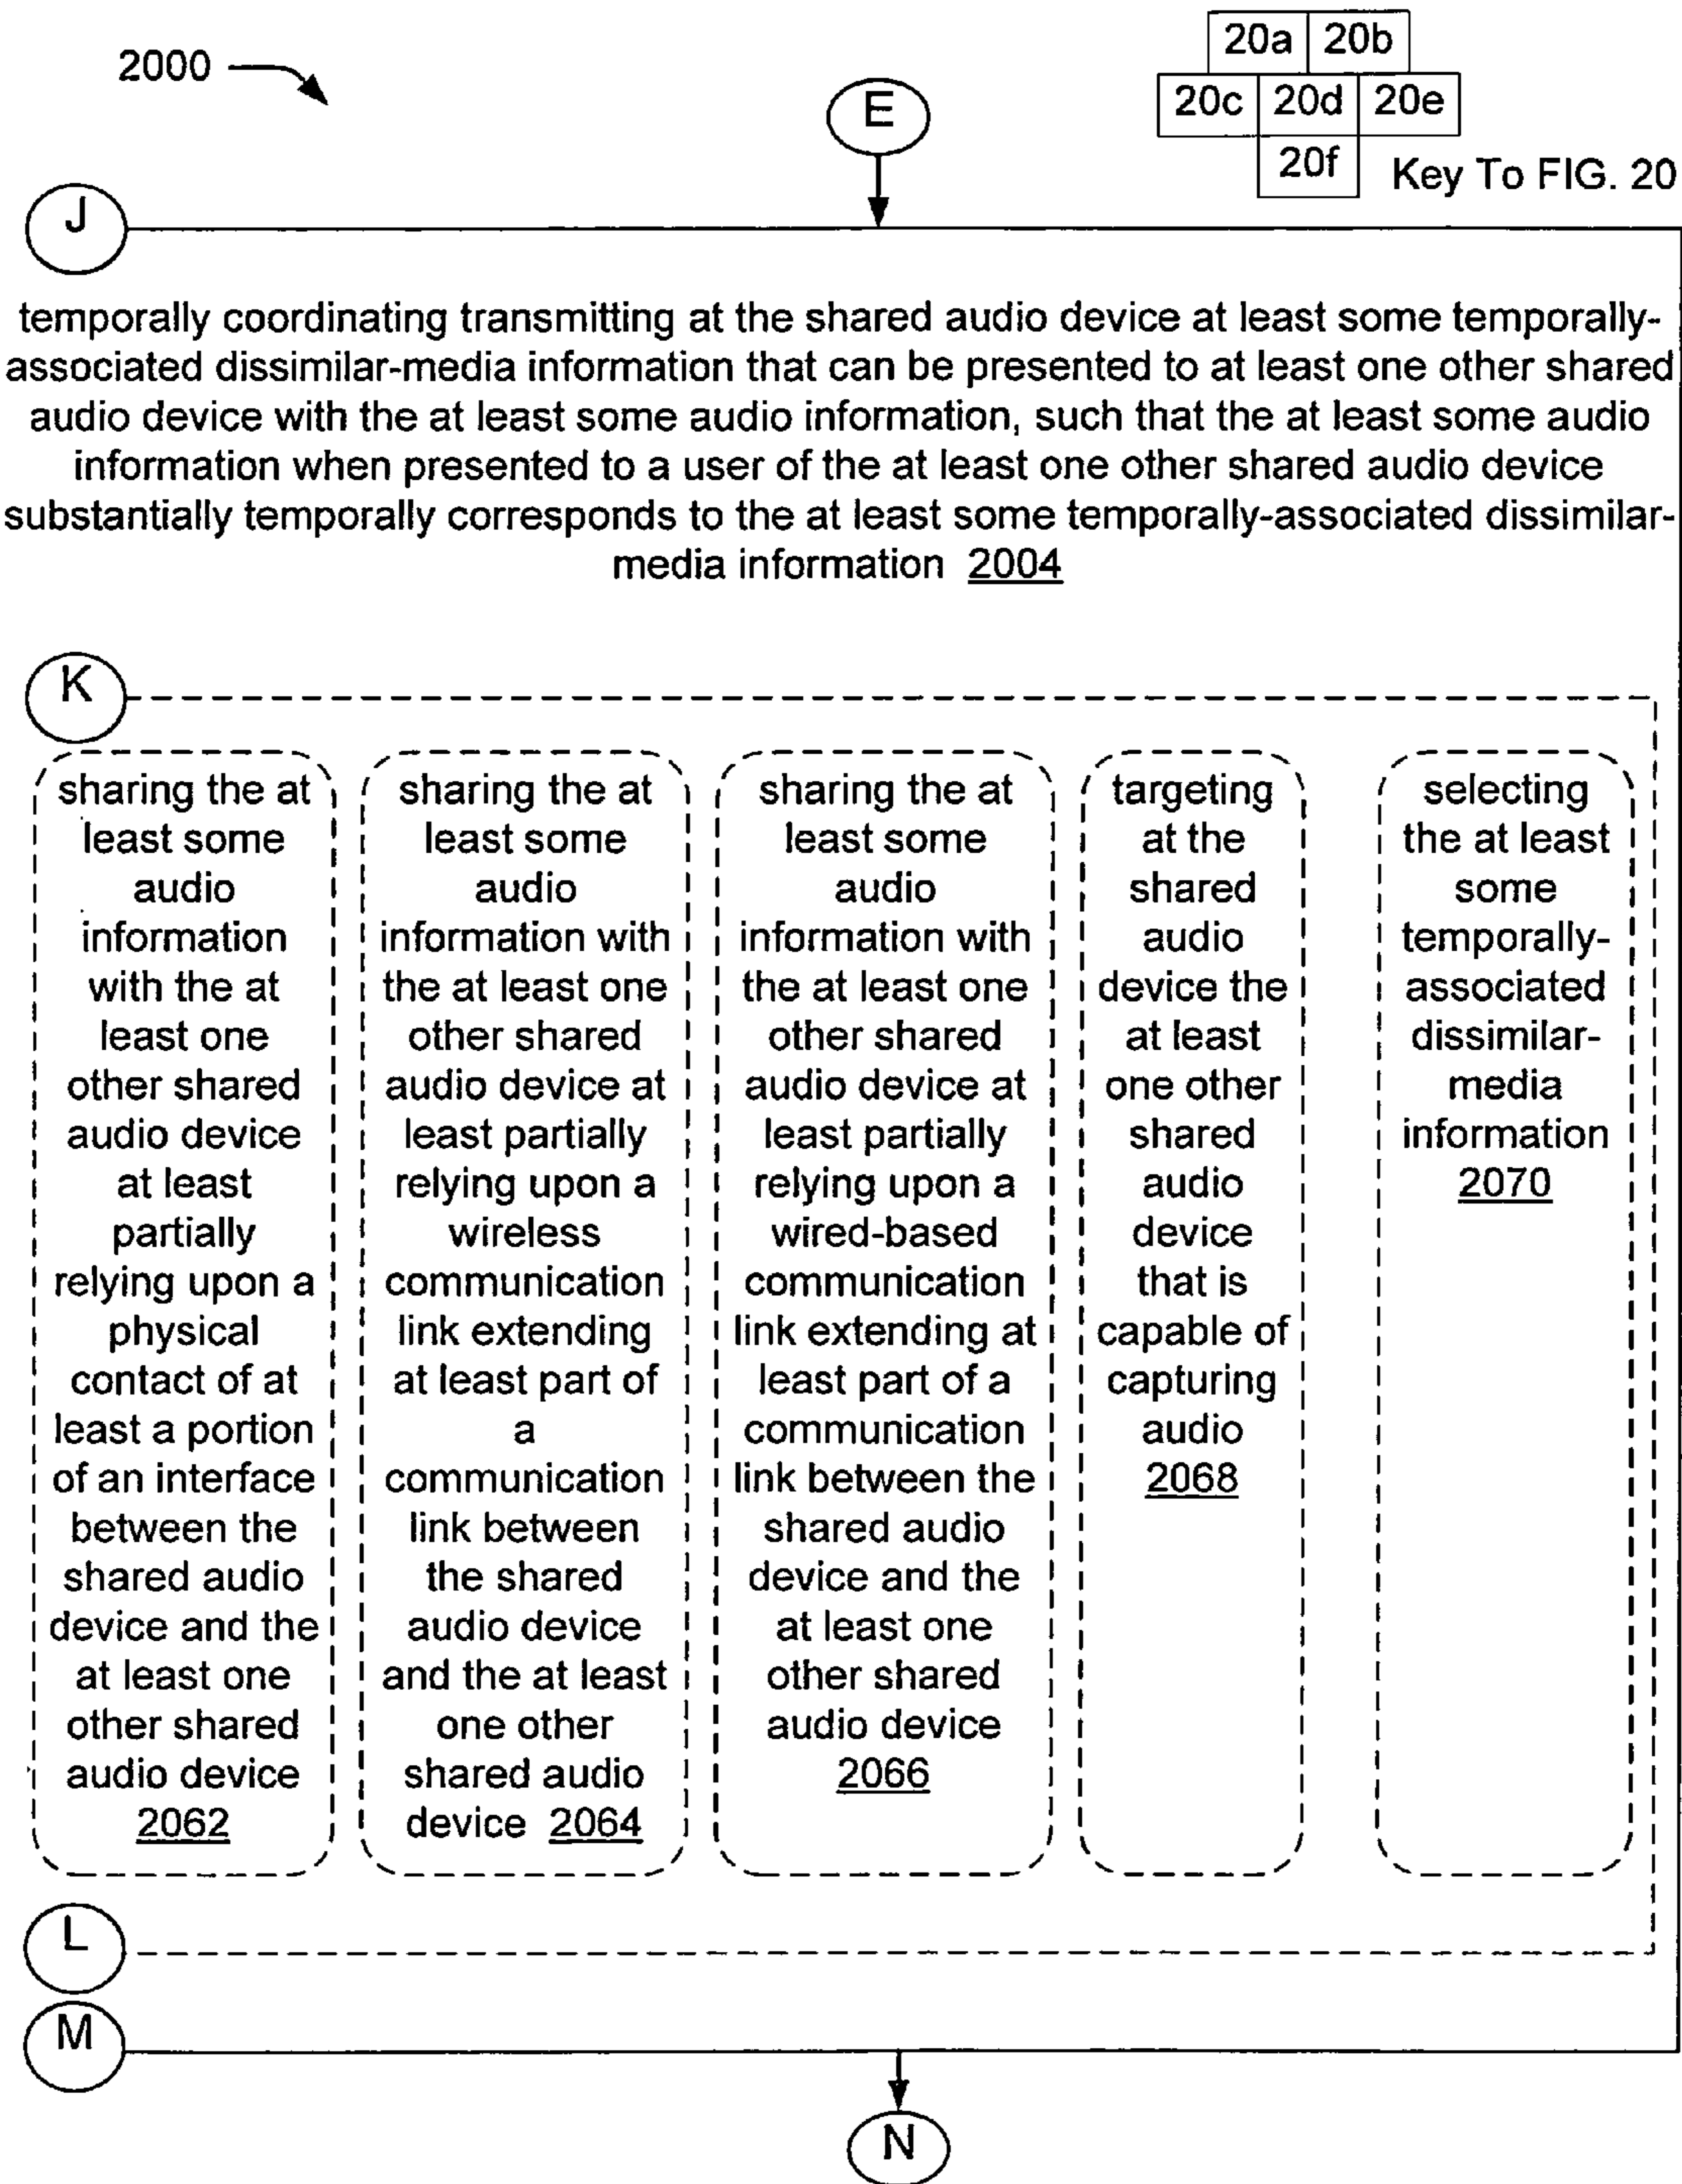 2000
20a 20b
20c 20d 20e
20f
Key To FIG. 20
E
J
temporally coordinating transmitting at the shared audio device at least some temporally-
associated dissimilar-media information that can be presented to at least one other shared
audio device with the at least some audio information, such that the at least some audio
information when presented to a user of the at least one other shared audio device
substantially temporally corresponds to the at least some temporally-associated dissimilar-
media information 2004
K
sharing the at
least some
audio
information
with the at
least one
other shared
audio device
at least
partially
relying upon a
physical
contact of at
least a portion
of an interface
between the
shared audio
device and the
at least one
other shared
audio device
2062
sharing the at
least some
audio
information with
the at least one
other shared
audio device at
least partially
relying upon a
wireless
communication
link extending
at least part of
a
communication
link between
the shared
audio device
and the at least
one other
shared audio
device 2064
sharing the at
least some
audio
information with
the at least one
other shared
audio device at
least partially
relying upon a
wired-based
communication
link extending at
least part of a
communication
link between the
shared audio
device and the
at least one
other shared
audio device
2066
targeting
at the
shared
audio
device the
at least
one other
shared
audio
device
that is
capable of
capturing
audio
2068
selecting
the at least
some
temporally-
associated
dissimilar-
media
information
2070
L
M
N